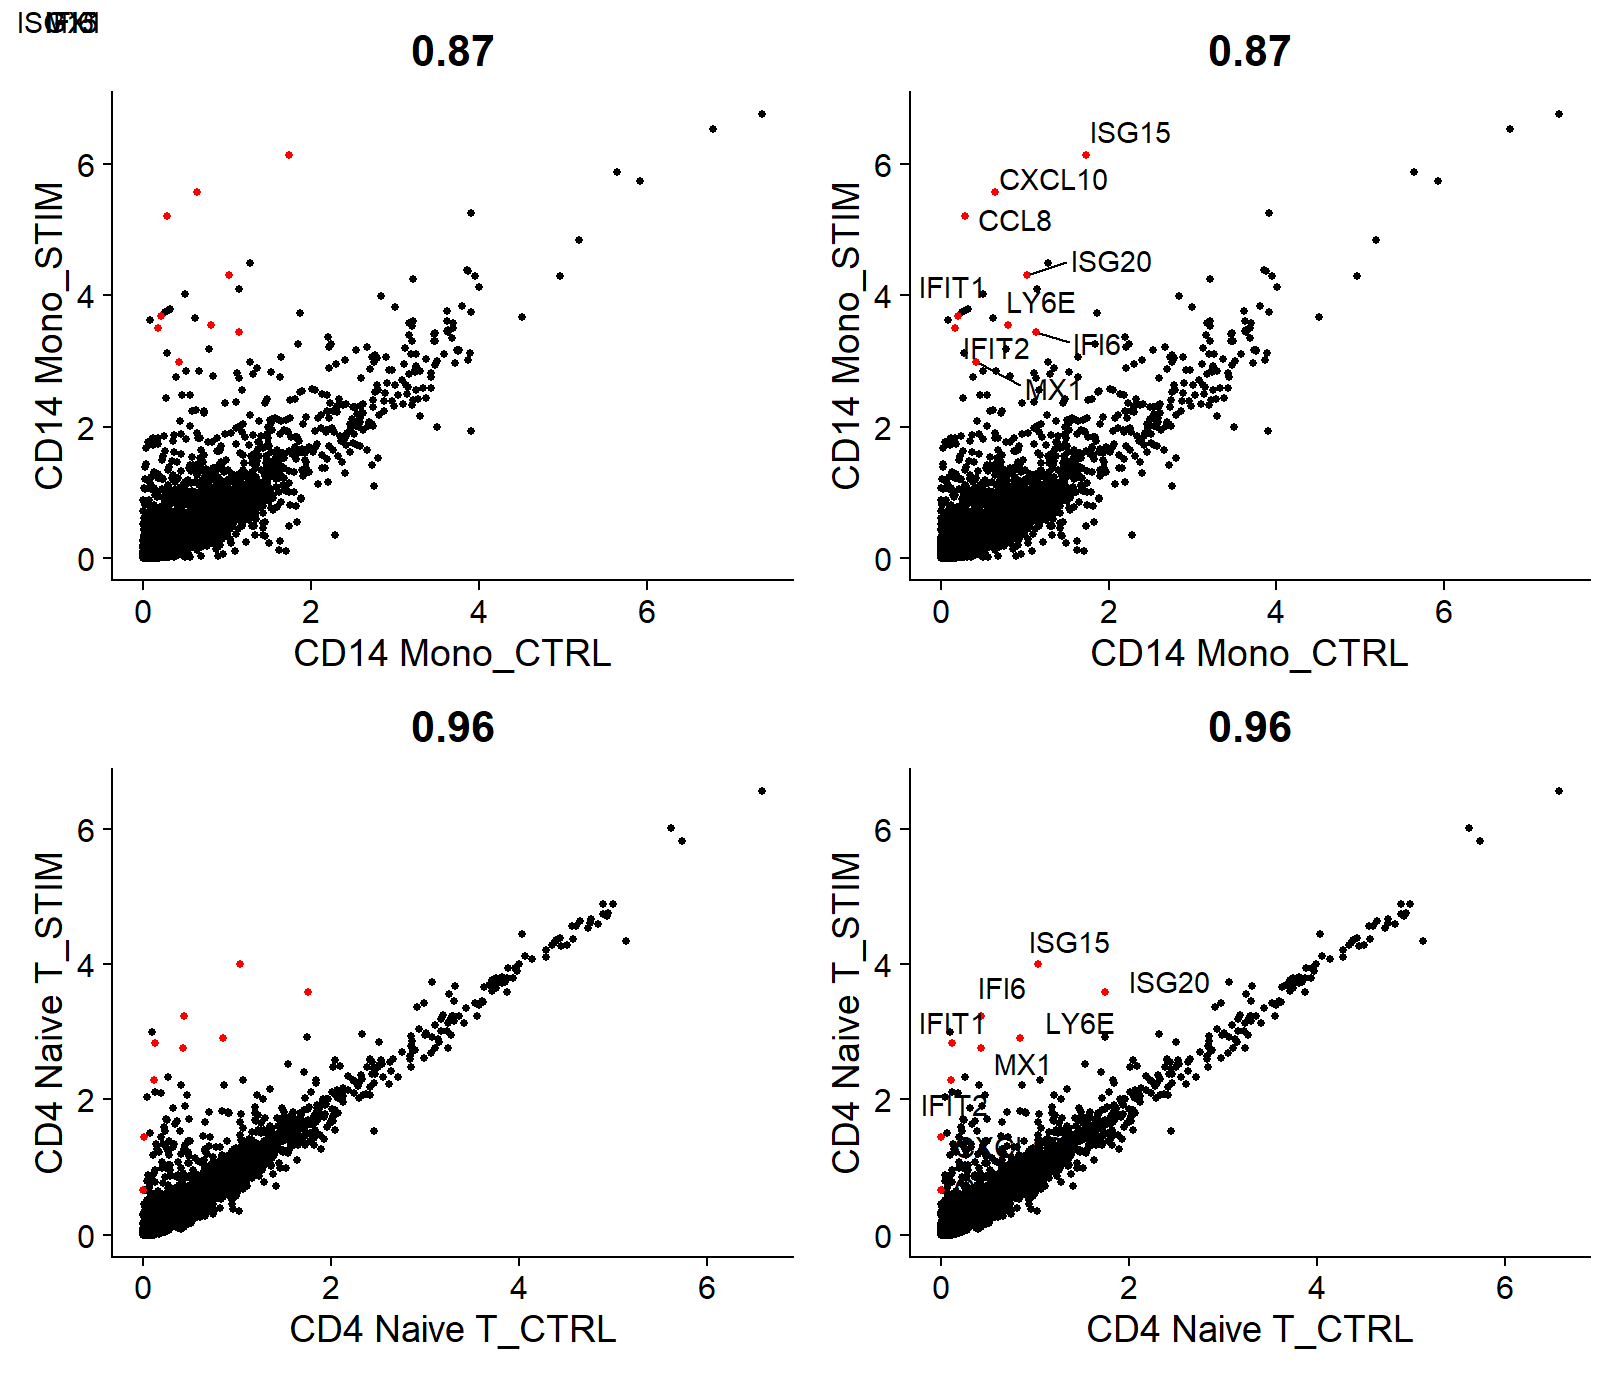 0.87
CD14 Mono_STIM
6
4
2
0
0 2 4 6
CD14 Mono_CTRL
0.87
CD14 Mono_STIM
6
4
2
0
ISG15
CXCL10
CCL8
ISG20
IFIT1
LY6E
IFI6
IFIT2
MX1
0 2 4 6
CD14 Mono_CTRL
0.96
CD4 Naive T_STIM
6
4
2
0
0 2 4 6
CD4 Naive T_CTRL
0.96
CD4 Naive T_STIM
6
4
2
0
ISG15
ISG20
IFI6
IFIT1
LY6E
MX1
IFIT2
0 2 4 6
CD4 Naive T_CTRL